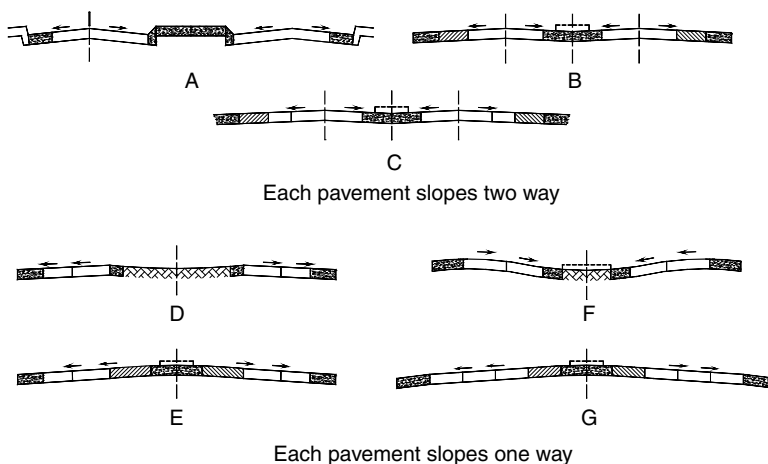 A
B
C
Each pavement slopes two way
D
F
E
G
Each pavement slopes one way